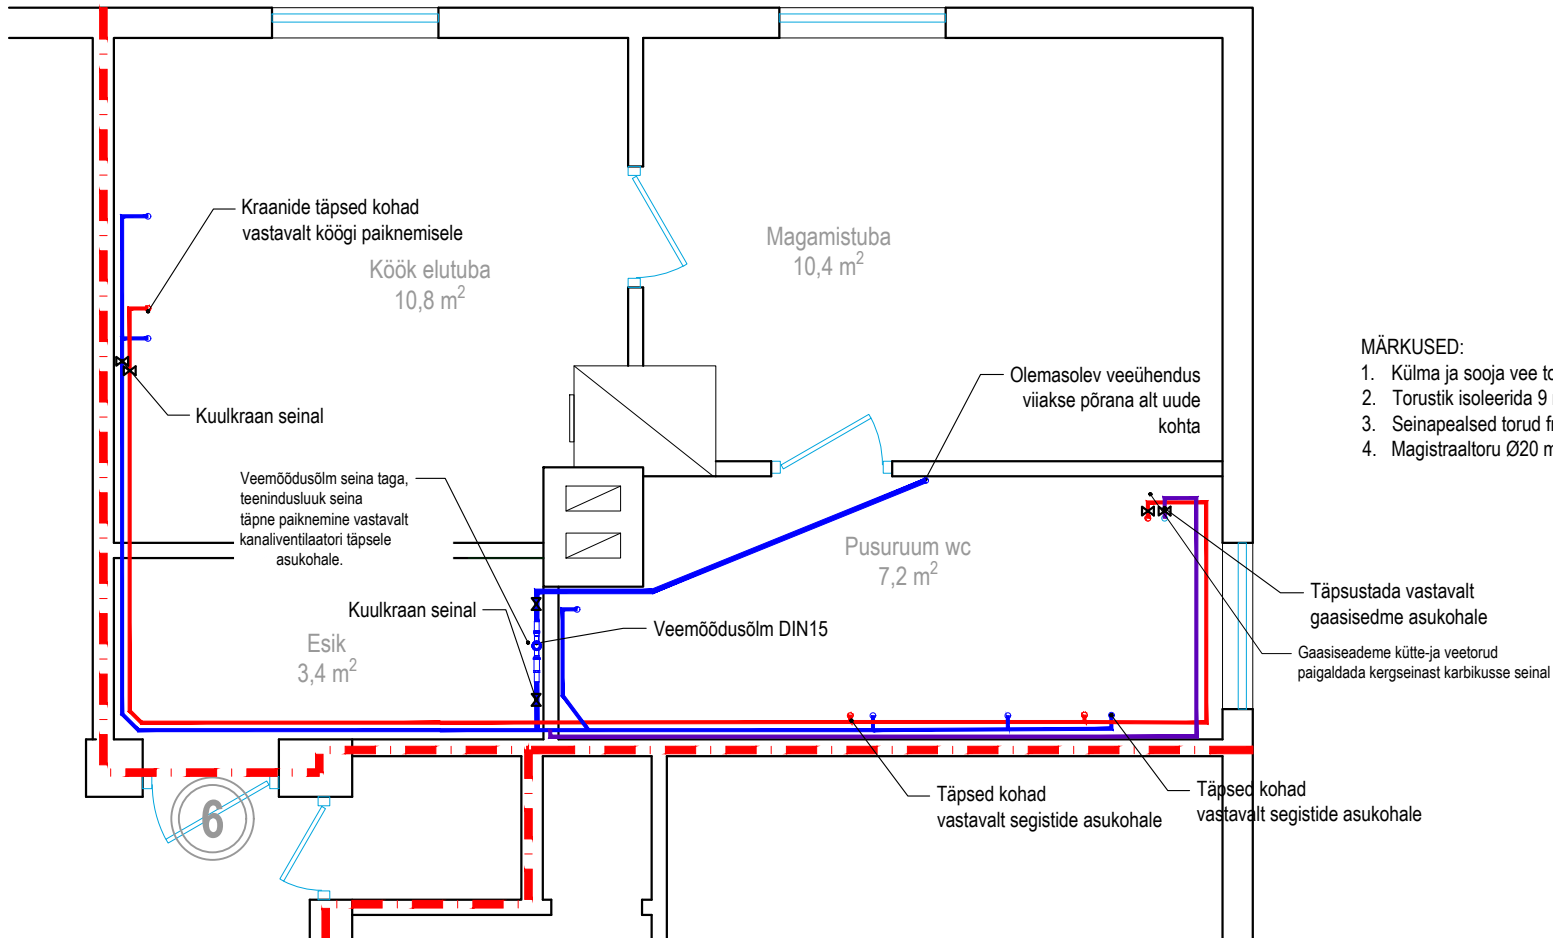 Kraanide täpsed kohad
vastavalt köögi paiknemisele
Köök elutuba
10,8 m²
Magamistuba
10,4 m²
Kuulkraan seinal
Olemasolev veeühendus
viiakse põrana alt uude
kohta
MÄRKUSED:
1. Külma ja sooja vee to
2. Torustik isoleerida 9
3. Seinapealsed torud fr
4. Magistraaltoru Ø20 m
Veemõõdusõlm seina taga,
teenindusluuk seina
täpne paiknemine vastavalt
kanaliventilaatori täpsele
asukohale.
Pusuruum wc
7,2 m²
Kuulkraan seinal
Veemõõdusõlm DIN15
Esik
3,4 m²
Täpsustada vastavalt
gaasisedme asukohale
Gaasiseademe kütte-ja veetorud
paigaldada kergseinast karbikusse seinal
Täpsed kohad
vastavalt segistide asukohale
Täpsed kohad
vastavalt segistide asukohale
6